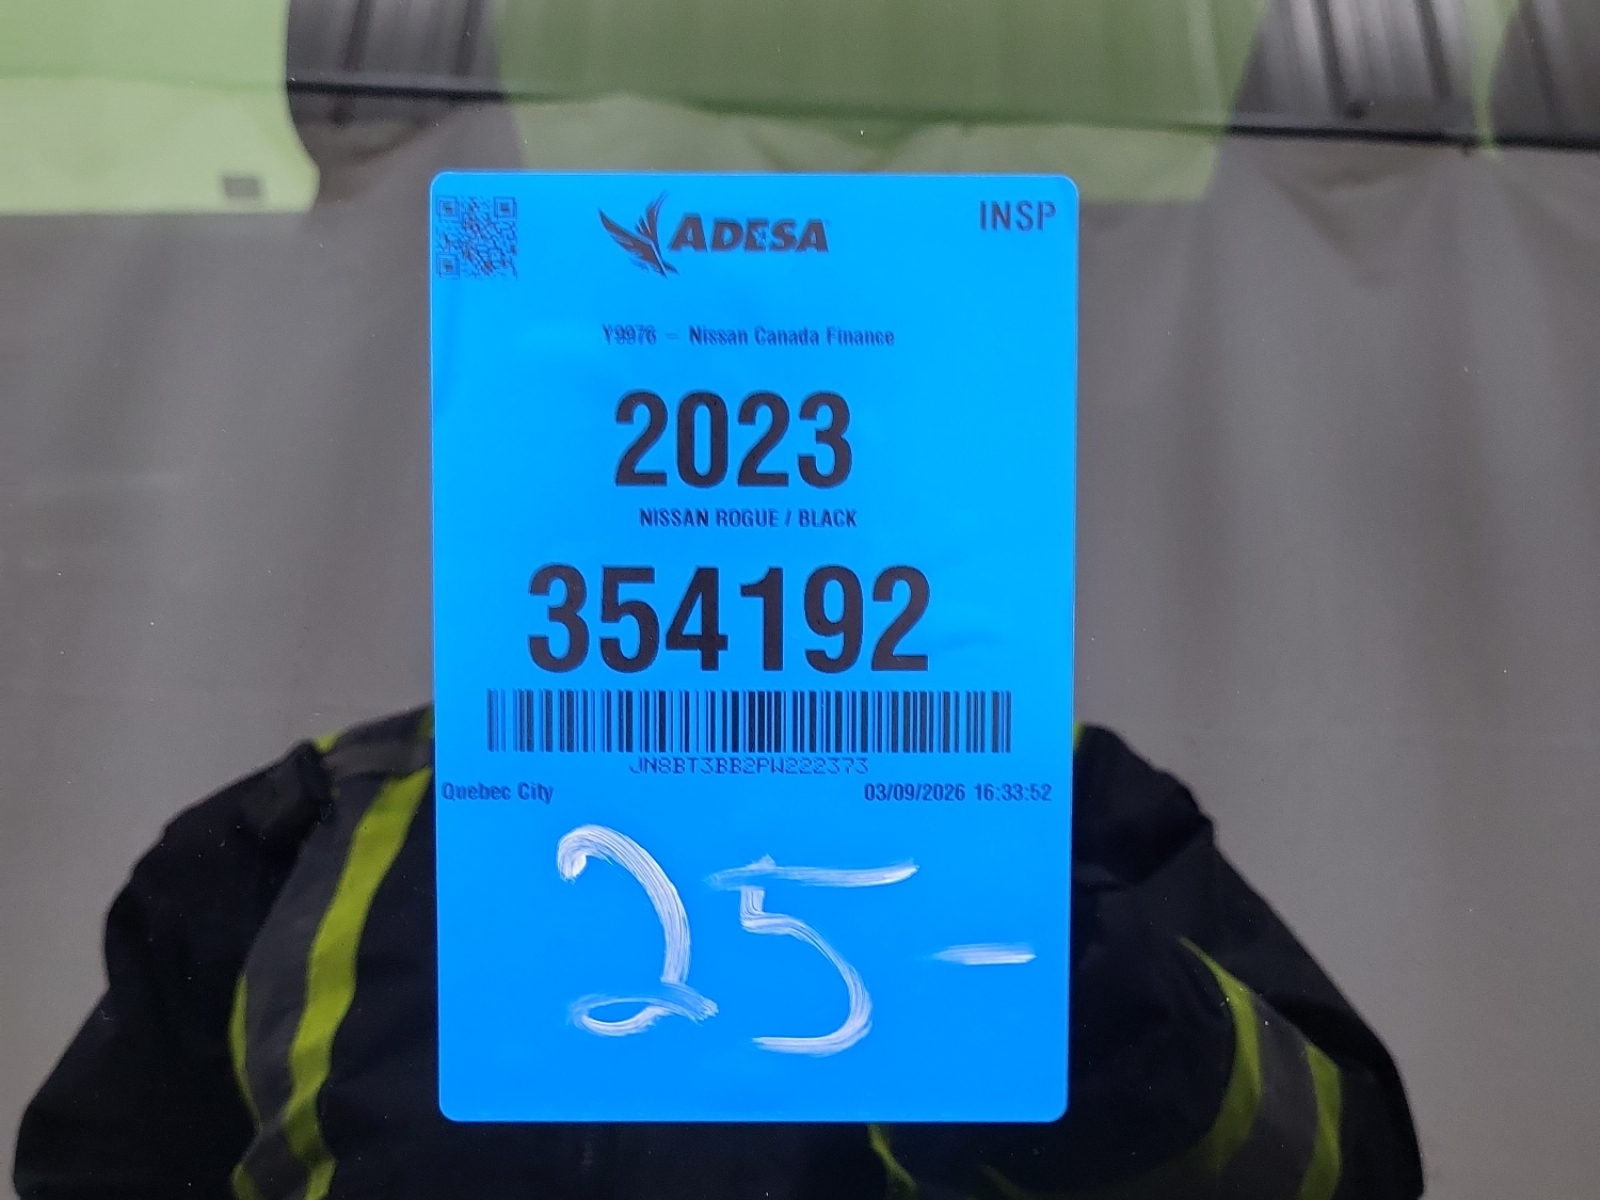 ADESA
INSP
Y9976 - Nissan Canada Finance
2023
NISSAN ROGUE / BLACK
354192
JN8BT3BB2PW222373
Quebec City
03/09/2026 16:33:52
25-